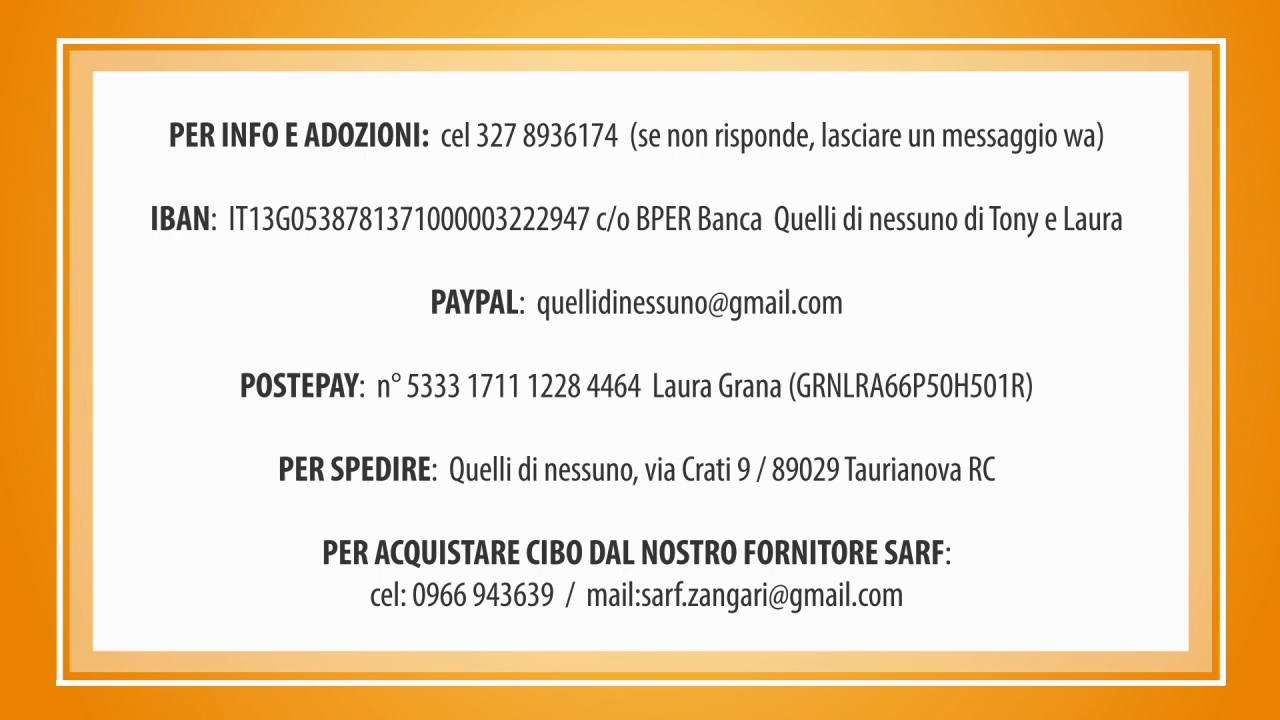 PER INFO E ADOZIONI: cel 327 8936174 (se non risponde, lasciare un messaggio wa)
IBAN: IT13G0538781371000003222947 c/o BPER Banca Quelli di nessuno di Tony e Laura
PAYPAL: quellidinessuno@gmail.com
POSTEPAY: n° 5333 1711 1228 4464 Laura Grana (GRNLRA66P50H501R)
PER SPEDIRE: Quelli di nessuno, via Crati 9 / 89029 Taurianova RC
PER ACQUISTARE CIBO DAL NOSTRO FORNITORE SARF:
cel: 0966 943639 / mail:sarf.zangari@gmail.com